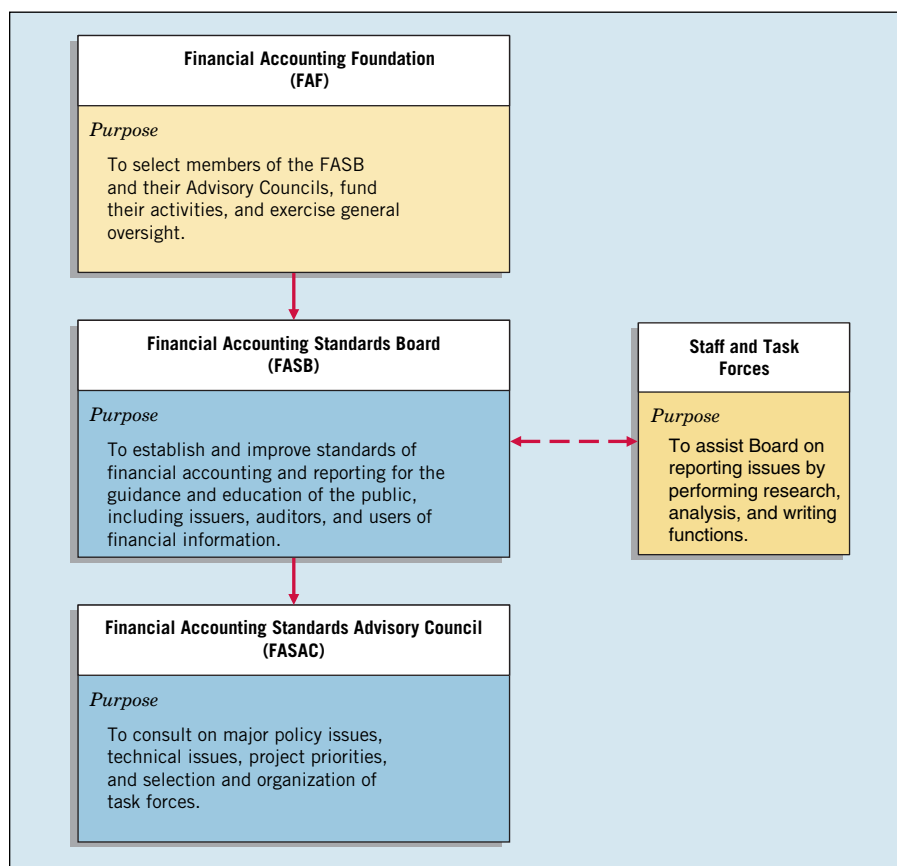 Financial Accounting Foundation
(FAF)
Purpose
To select members of the FASB
and their Advisory Councils, fund
their activities, and exercise general
oversight.
Financial Accounting Standards Board
(FASB)
Purpose
To establish and improve standards of
financial accounting and reporting for the
guidance and education of the public,
including issuers, auditors, and users of
financial information.
Staff and Task
Forces
Purpose
To assist Board on
reporting issues by
performing research,
analysis, and writing
functions.
Financial Accounting Standards Advisory Council
(FASAC)
Purpose
To consult on major policy issues,
technical issues, project priorities,
and selection and organization of
task forces.